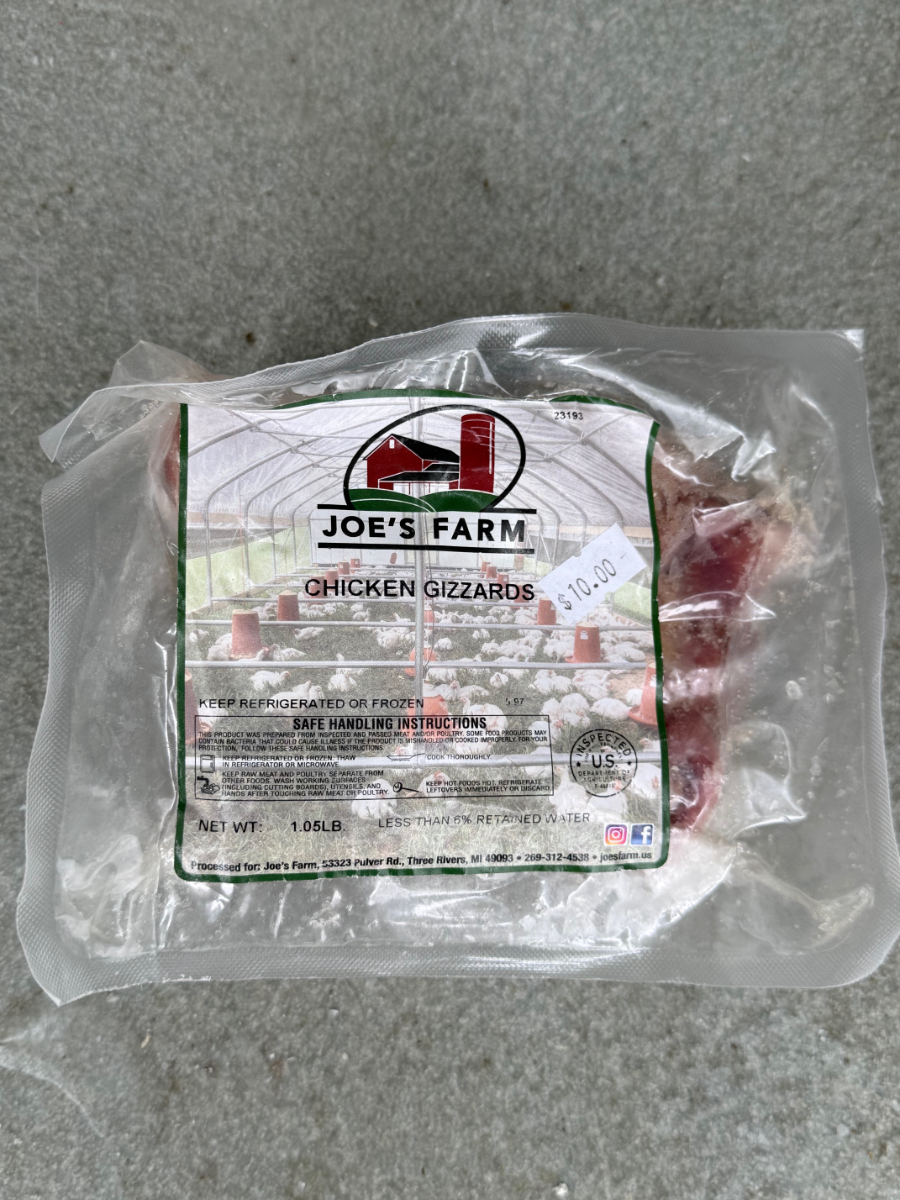 23193
JOE'S FARM
CHICKEN GIZZARDS
$10.00
KEEP REFRIGERATED OR FROZEN
5.97
SAFE HANDLING INSTRUCTIONS
THIS PRODUCT WAS PREPARED FROM INSPECTED AND PASSED MEAT AND/OR POULTRY. SOME FOOD PRODUCTS MAY
CONTAIN BACTERIA THAT COULD CAUSE ILLNESS IF THE PRODUCT IS MISHANDLED OR COOKED IMPROPERLY. FOR YOUR
PROTECTION, FOLLOW THESE SAFE HANDLING INSTRUCTIONS.
KEEP REFRIGERATED OR FROZEN. THAW
IN REFRIGERATOR OR MICROWAVE.
COOK THOROUGHLY.
KEEP RAW MEAT AND POULTRY SEPARATE FROM
OTHER FOODS. WASH WORKING SURFACES
(INCLUDING CUTTING BOARDS), UTENSILS, AND
HANDS AFTER TOUCHING RAW MEAT OR POULTRY.
KEEP HOT FOODS HOT. REFRIGERATE
LEFTOVERS IMMEDIATELY OR DISCARD.
INSPECTED
U.S.
DEPARTMENT OF
NET WT: 1.05LB.
LESS THAN 6% RETAINED WATER
Processed for: Joe's Farm, 53323 Pulver Rd., Three Rivers, MI 49093 • 269-312-4538 • joesfarm.us